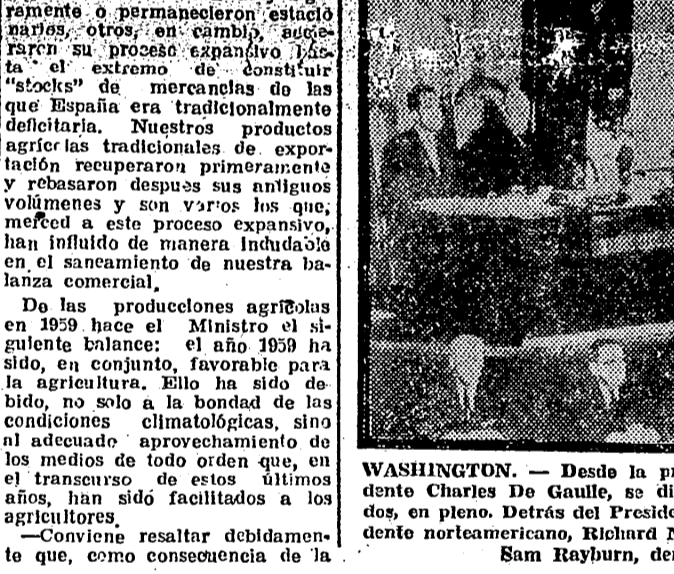 ramente o permanecieron estacio
narios, otros, en cambio, acele-
raron su proceso expansivo has-
ta el extremo de constituir
"stocks" de mercancías de las
que España era tradicionalmente
deficitaria. Nuestros productos
agrícolas tradicionales de expor-
tación recuperaron primeramente
y rebasaron después sus antiguos
volúmenes y son varios los que,
merced a este proceso expansivo,
han influído de manera indudable
en el saneamiento de nuestra ba-
lanza comercial.
De las producciones agrícolas
en 1959 hace el Ministro el si-
guiente balance: el año 1959 ha
sido, en conjunto, favorable para
la agricultura. Ello ha sido de-
bido, no solo a la bondad de las
condiciones climatológicas, sino
al adecuado aprovechamiento de
los medios de todo orden que, en
el transcurso de estos últimos
años, han sido facilitados a los
agricultores.
—Conviene resaltar debidamen-
te que, como consecuencia de la
WASHINGTON. — Desde la pr
dente Charles De Gaulle, se di
dos, en pleno. Detrás del Preside
dente norteamericano, Richard N
Sam Rayburn, de